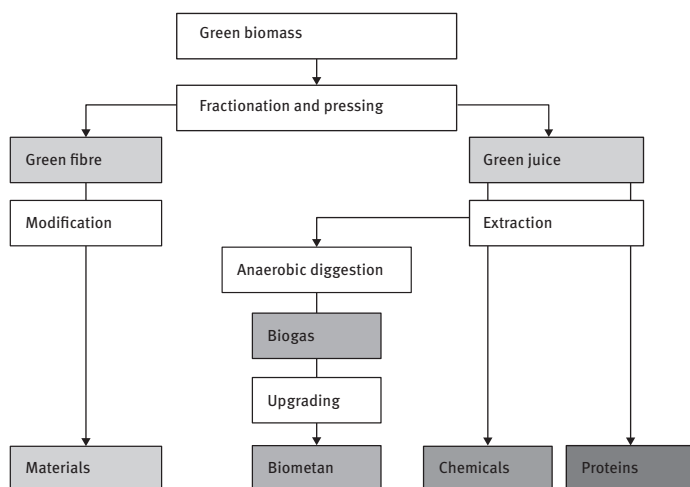 Green biomass
Fractionation and pressing
Green fibre
Green juice
Modification
Extraction
Anaerobic diggestion
Biogas
Upgrading
Materials
Biometan
Chemicals
Proteins